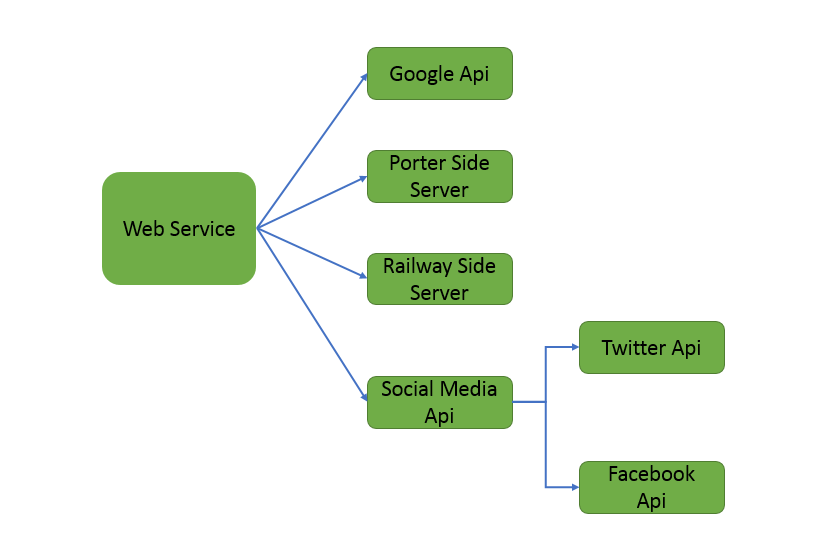 Google Api
Porter Side
Server
Web Service
Railway Side
Server
Twitter Api
Social Media
Api
Facebook
Api